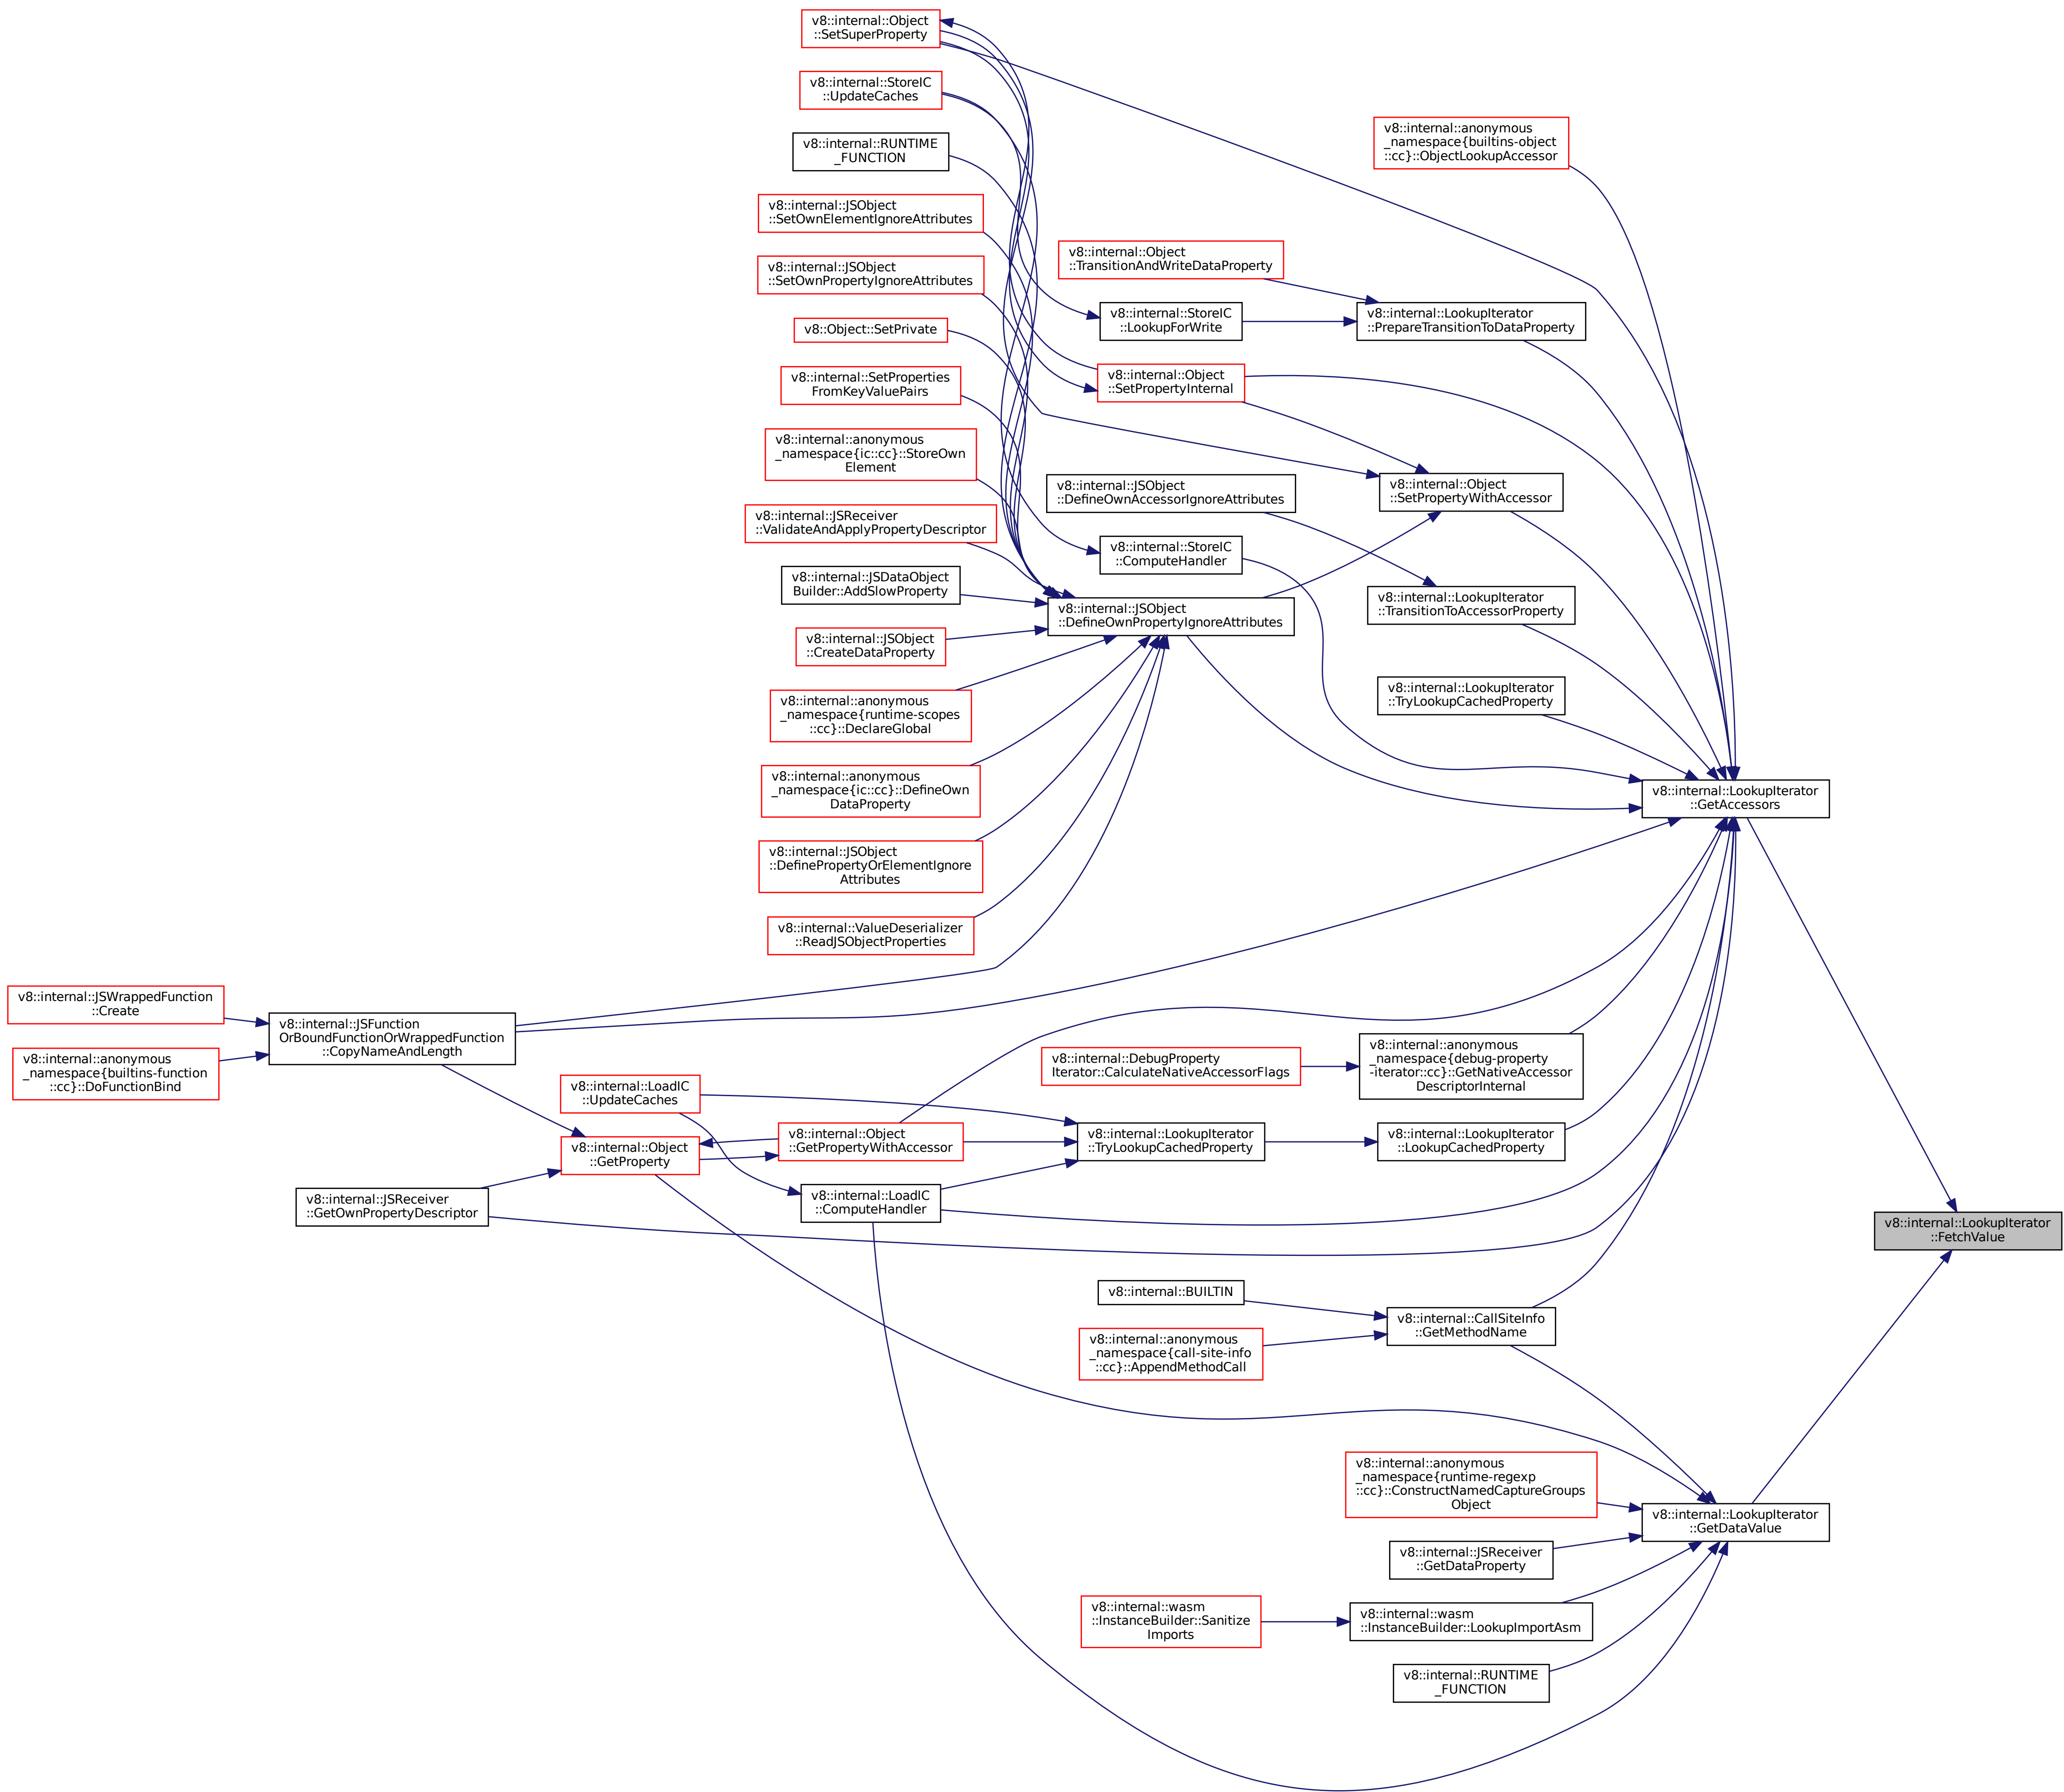 v8::internal::Object
::SetSuperProperty
v8::internal::StoreIC
::UpdateCaches
v8::internal::RUNTIME
_FUNCTION
v8::internal::JSObject
::SetOwnElementIgnoreAttributes
v8::internal::JSObject
::SetOwnPropertyIgnoreAttributes
v8::Object::SetPrivate
v8::internal::SetProperties
FromKeyValuePairs
v8::internal::anonymous
_namespace{ic::cc}::StoreOwn
Element
v8::internal::JSReceiver
::ValidateAndApplyPropertyDescriptor
v8::internal::JSDataObject
Builder::AddSlowProperty
v8::internal::JSObject
::CreateDataProperty
v8::internal::anonymous
_namespace{runtime-scopes
::cc}::DeclareGlobal
v8::internal::anonymous
_namespace{ic::cc}::DefineOwn
DataProperty
v8::internal::JSObject
::DefinePropertyOrElementIgnore
Attributes
v8::internal::ValueDeserializer
::ReadJSObjectProperties
v8::internal::JSWrappedFunction
::Create
v8::internal::anonymous
_namespace{builtins-function
::cc}::DoFunctionBind
v8::internal::JSFunction
OrBoundFunctionOrWrappedFunction
::CopyNameAndLength
v8::internal::JSReceiver
::GetOwnPropertyDescriptor
v8::internal::LoadIC
::UpdateCaches
v8::internal::Object
::GetProperty
v8::internal::Object
::GetPropertyWithAccessor
v8::internal::LoadIC
::ComputeHandler
v8::internal::Object
::TransitionAndWriteDataProperty
v8::internal::StoreIC
::LookupForWrite
v8::internal::Object
::SetPropertyInternal
v8::internal::JSObject
::DefineOwnAccessorIgnoreAttributes
v8::internal::StoreIC
::ComputeHandler
v8::internal::JSObject
::DefineOwnPropertyIgnoreAttributes
v8::internal::DebugProperty
Iterator::CalculateNativeAccessorFlags
v8::internal::LookupIterator
::TryLookupCachedProperty
v8::internal::BUILTIN
v8::internal::anonymous
_namespace{call-site-info
::cc}::AppendMethodCall
v8::internal::wasm
::InstanceBuilder::Sanitize
Imports
v8::internal::anonymous
_namespace{builtins-object
::cc}::ObjectLookupAccessor
v8::internal::LookupIterator
::PrepareTransitionToDataProperty
v8::internal::Object
::SetPropertyWithAccessor
v8::internal::LookupIterator
::TransitionToAccessorProperty
v8::internal::LookupIterator
::TryLookupCachedProperty
v8::internal::anonymous
_namespace{debug-property
-iterator::cc}::GetNativeAccessor
DescriptorInternal
v8::internal::LookupIterator
::LookupCachedProperty
v8::internal::CallSiteInfo
::GetMethodName
v8::internal::anonymous
_namespace{runtime-regexp
::cc}::ConstructNamedCaptureGroups
Object
v8::internal::JSReceiver
::GetDataProperty
v8::internal::wasm
::InstanceBuilder::LookupImportAsm
v8::internal::RUNTIME
_FUNCTION
v8::internal::LookupIterator
::GetAccessors
v8::internal::LookupIterator
::GetDataValue
v8::internal::LookupIterator
::FetchValue